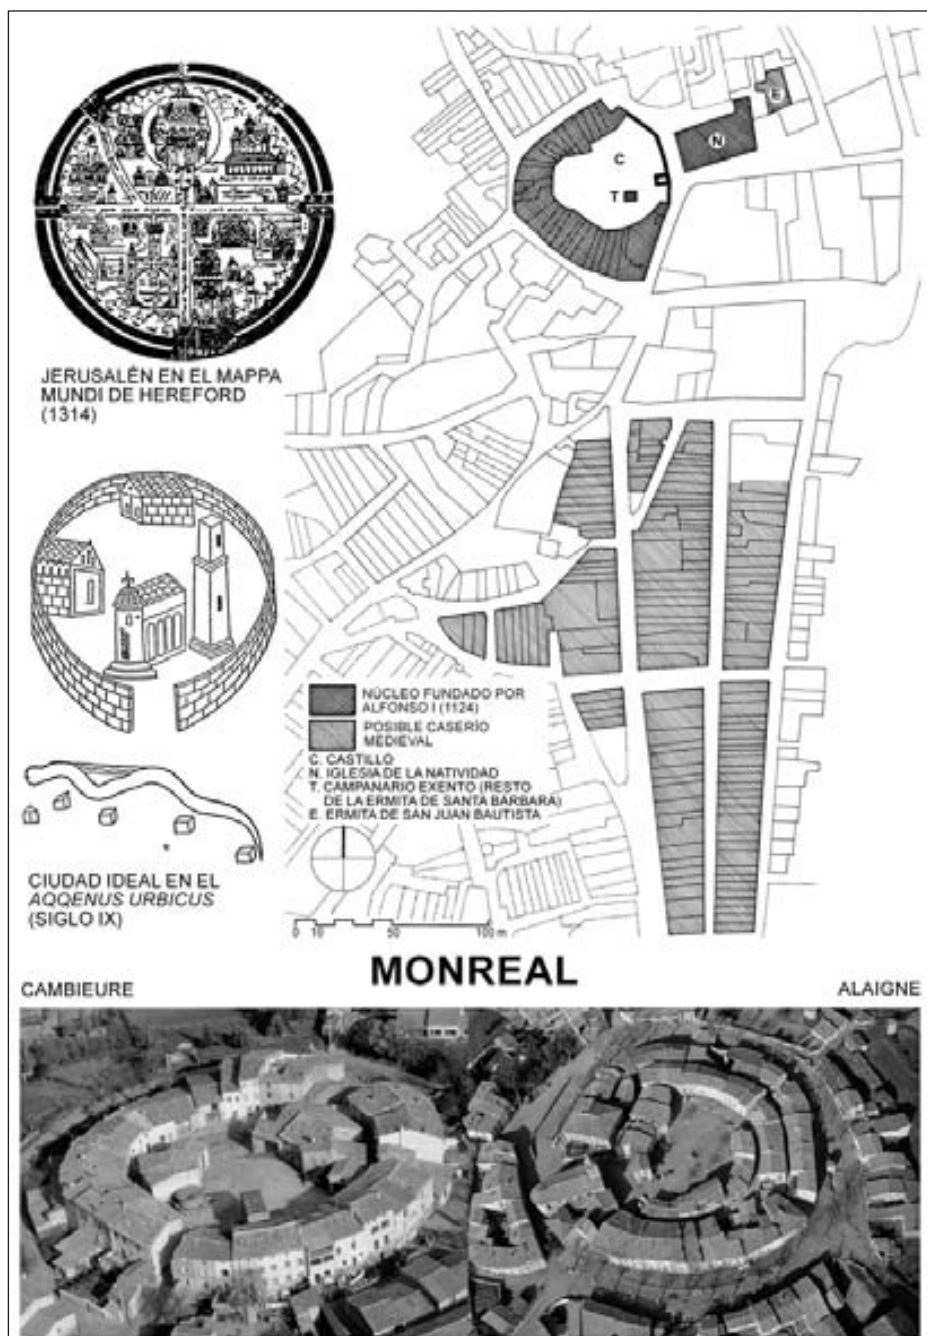 JERUSALÉN EN EL MAPPA
MUNDI DE HEREFORD
(1314)
C
T
N
E
CIUDAD IDEAL EN EL
AQQENUS URBICUS
(SIGLO IX)
NÚCLEO FUNDADO POR
ALFONSO I (1124)
POSIBLE CASERÍO
MEDIEVAL
C. CASTILLO
N. IGLESIA DE LA NATIVIDAD
T. CAMPANARIO EXENTO (RESTO
DE LA ERMITA DE SANTA BÁRBARA)
E. ERMITA DE SAN JUAN BAUTISTA
0 10 50 100 m
MONREAL
CAMBIEURE
ALAIGNE